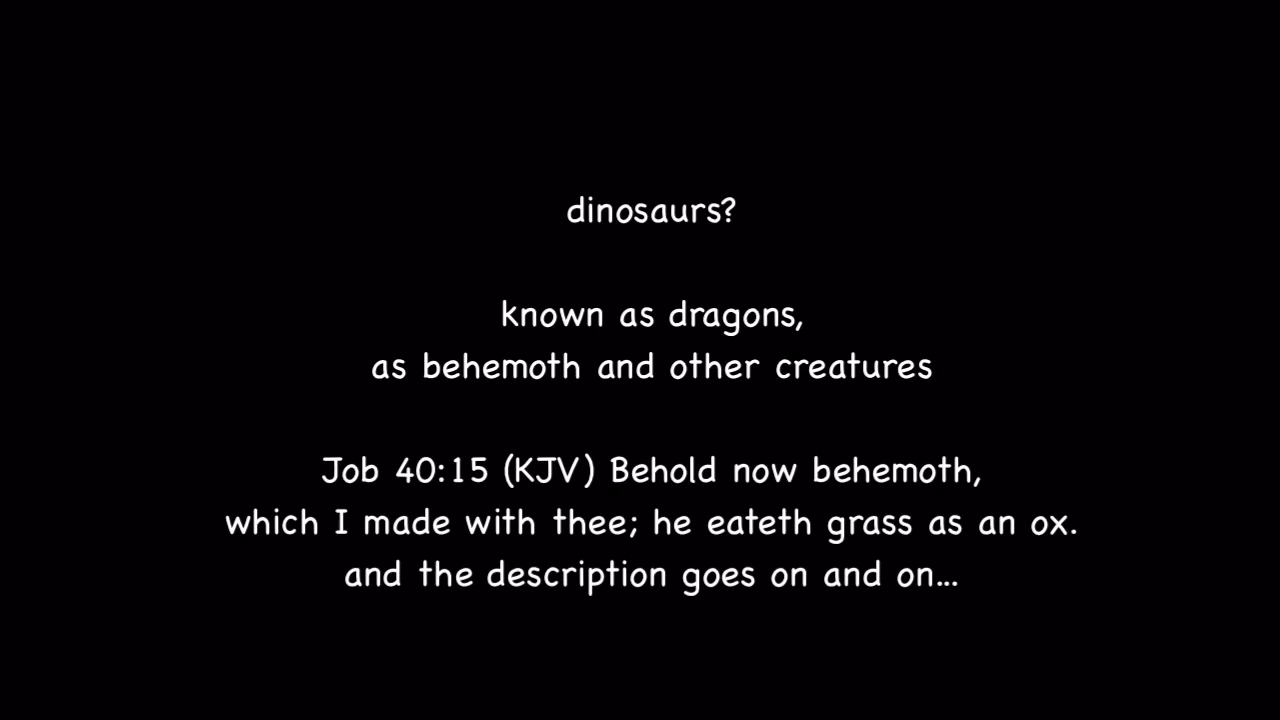 dinosaurs?
known as dragons,
as behemoth and other creatures
Job 40:15 (KJV) Behold now behemoth,
which I made with thee; he eateth grass as an ox.
and the description goes on and on...